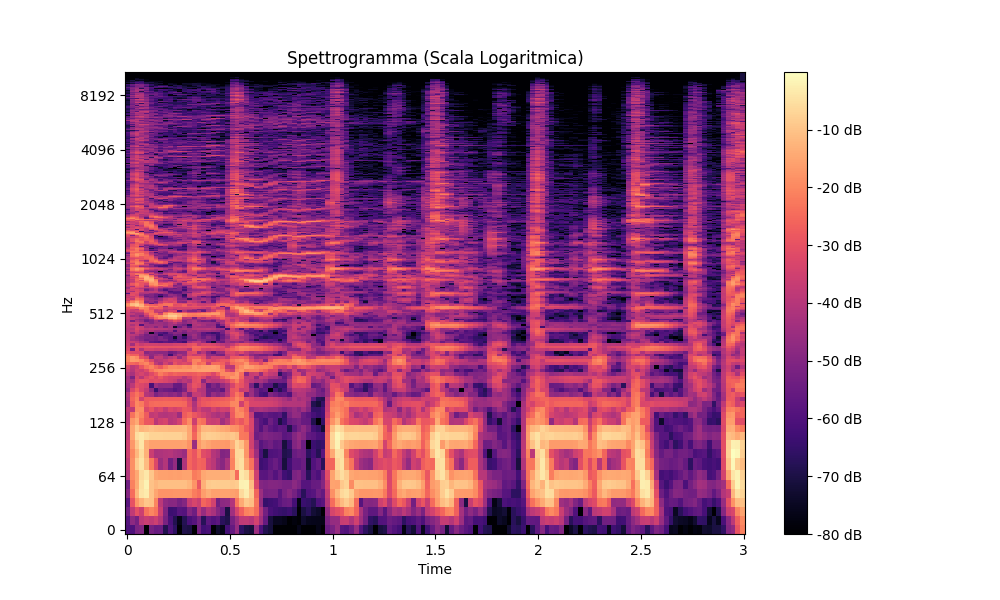 Spettrogramma (Scala Logaritmica)
Hz
8192
4096
2048
1024
512
256
128
64
0
0 0.5 1 1.5 2 2.5 3
Time
-10 dB
-20 dB
-30 dB
-40 dB
-50 dB
-60 dB
-70 dB
-80 dB